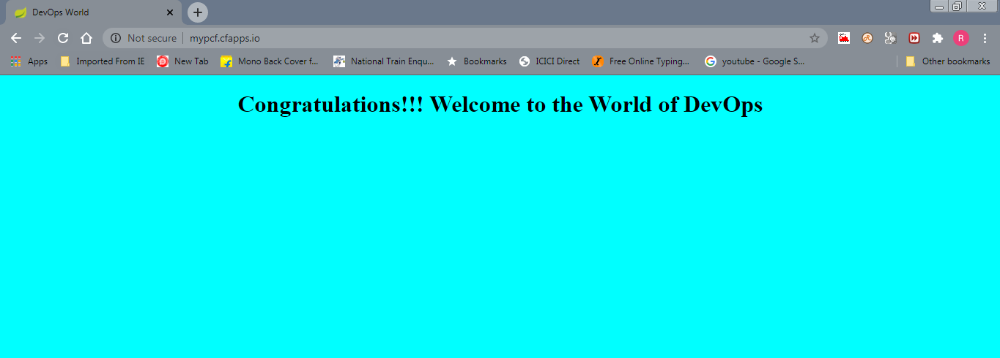 DevOps World
Not secure | mypcf.cfapps.io
R
Apps Imported From IE New Tab Mono Back Cover f... National Train Enqu... Bookmarks ICICI Direct Free Online Typing... youtube - Google S... Other bookmarks
Congratulations!!! Welcome to the World of DevOps